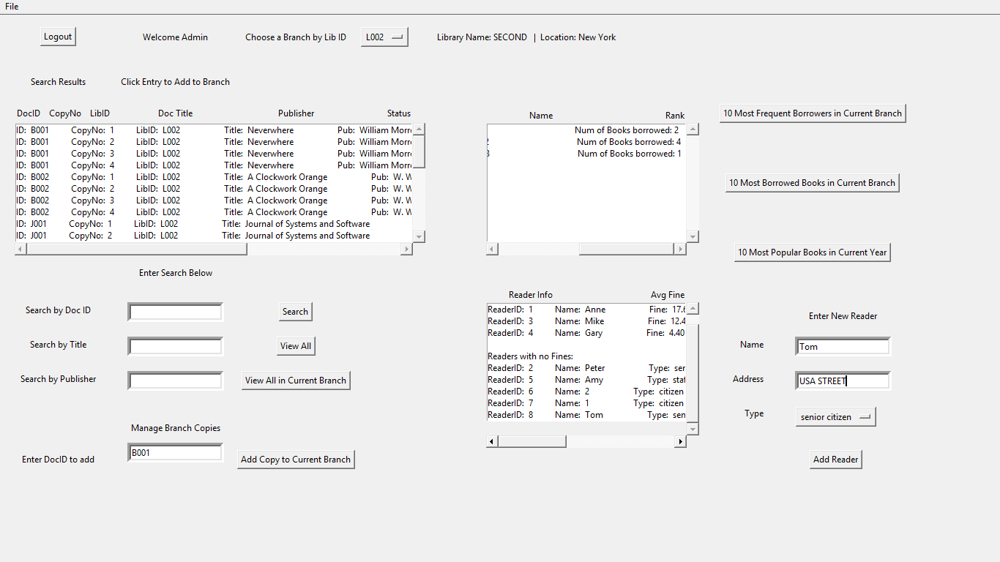 File
Logout Welcome Admin Choose a Branch by Lib ID L002 Library Name: SECOND | Location: New York
Search Results Click Entry to Add to Branch
DocID CopyNo LibID Doc Title Publisher Status
ID: B001 CopyNo: 1 LibID: L002 Title: Neverwhere Pub: William Morr
ID: B001 CopyNo: 2 LibID: L002 Title: Neverwhere Pub: William Morr
ID: B001 CopyNo: 3 LibID: L002 Title: Neverwhere Pub: William Morr
ID: B001 CopyNo: 4 LibID: L002 Title: Neverwhere Pub: William Morr
ID: B002 CopyNo: 1 LibID: L002 Title: A Clockwork Orange Pub: W. W
ID: B002 CopyNo: 2 LibID: L002 Title: A Clockwork Orange Pub: W. W
ID: B002 CopyNo: 3 LibID: L002 Title: A Clockwork Orange Pub: W. W
ID: B002 CopyNo: 4 LibID: L002 Title: A Clockwork Orange Pub: W. W
ID: J001 CopyNo: 1 LibID: L002 Title: Journal of Systems and Software
ID: J001 CopyNo: 2 LibID: L002 Title: Journal of Systems and Software
Name Rank
Num of Books borrowed: 2
Num of Books borrowed: 4
Num of Books borrowed: 1
10 Most Frequent Borrowers in Current Branch
10 Most Borrowed Books in Current Branch
10 Most Popular Books in Current Year
Enter Search Below
Search by Doc ID Search
Search by Title View All
Search by Publisher View All in Current Branch
Manage Branch Copies
Enter DocID to add B001 Add Copy to Current Branch
Reader Info Avg Fine
ReaderID: 1 Name: Anne Fine: 17.6
ReaderID: 3 Name: Mike Fine: 12.4
ReaderID: 4 Name: Gary Fine: 4.40
Readers with no Fines:
ReaderID: 2 Name: Peter Type: sen
ReaderID: 5 Name: Amy Type: staf
ReaderID: 6 Name: 2 Type: citizen
ReaderID: 7 Name: 1 Type: citizen
ReaderID: 8 Name: Tom Type: sen
Enter New Reader
Name Tom
Address USA STREET
Type senior citizen
Add Reader